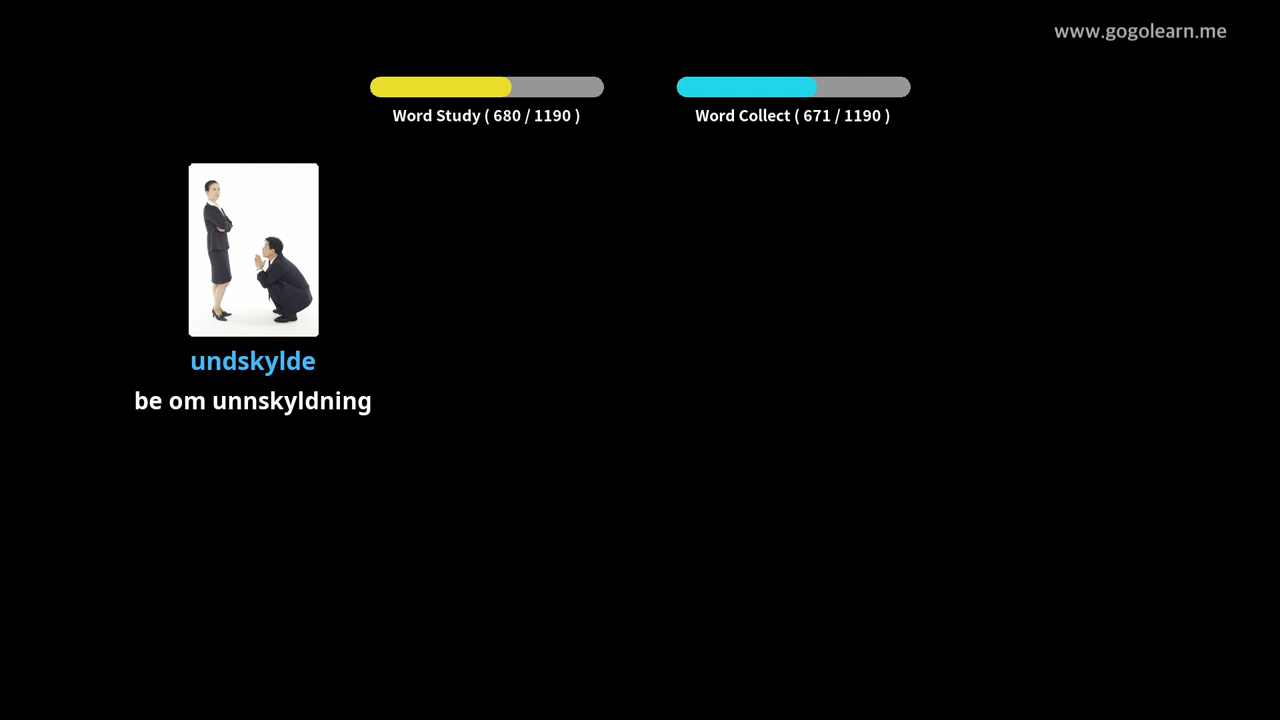 www.gogolearn.me
Word Study ( 680 / 1190 )
Word Collect ( 671 / 1190 )
undskylde
be om unnskyldning